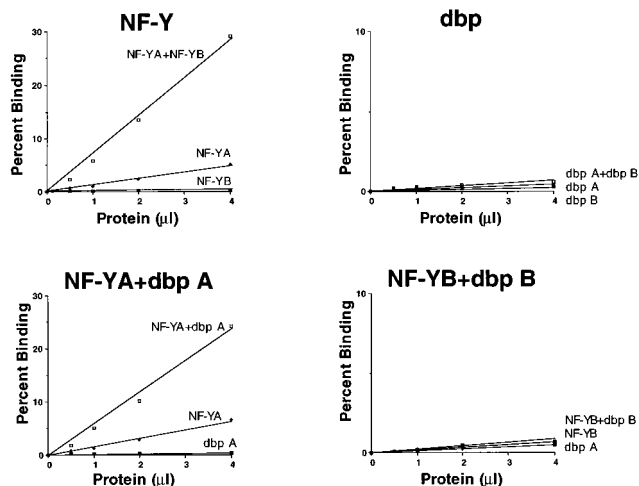 NF-Y
Percent Binding
30
20
10
0
NF-YA+NF-YB
NF-YA
NF-YB
0 1 2 3 4
Protein (µl)
dbp
Percent Binding
10
5
0
dbp A+dbp B
dbp A
dbp B
0 1 2 3 4
Protein (µl)
NF-YA+dbp A
Percent Binding
30
20
10
0
NF-YA+dbp A
NF-YA
dbp A
0 1 2 3 4
Protein (µl)
NF-YB+dbp B
Percent Binding
10
5
0
NF-YB+dbp B
NF-YB
dbp A
0 1 2 3 4
Protein (µl)